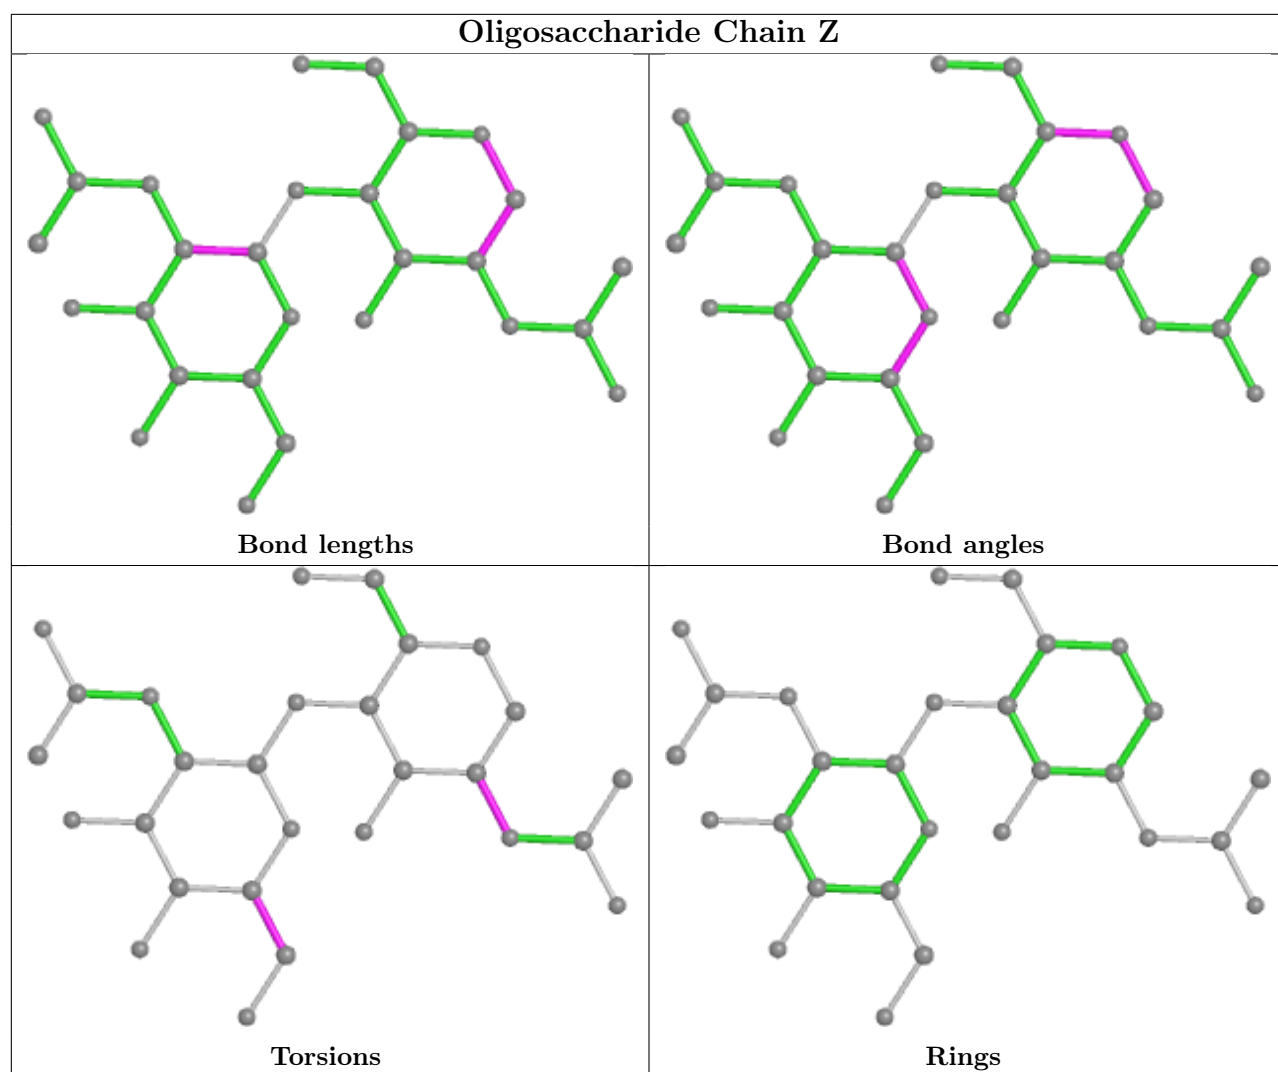 Oligosaccharide Chain Z
Bond lengths
Bond angles
Torsions
Rings